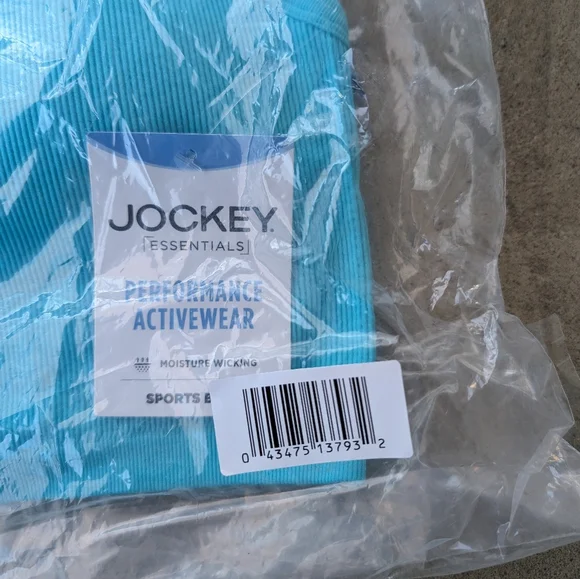 JOCKEY
ESSENTIALS
PERFORMANCE
ACTIVEWEAR
MOISTURE WICKING
SPORTS
0 43475 13793 2